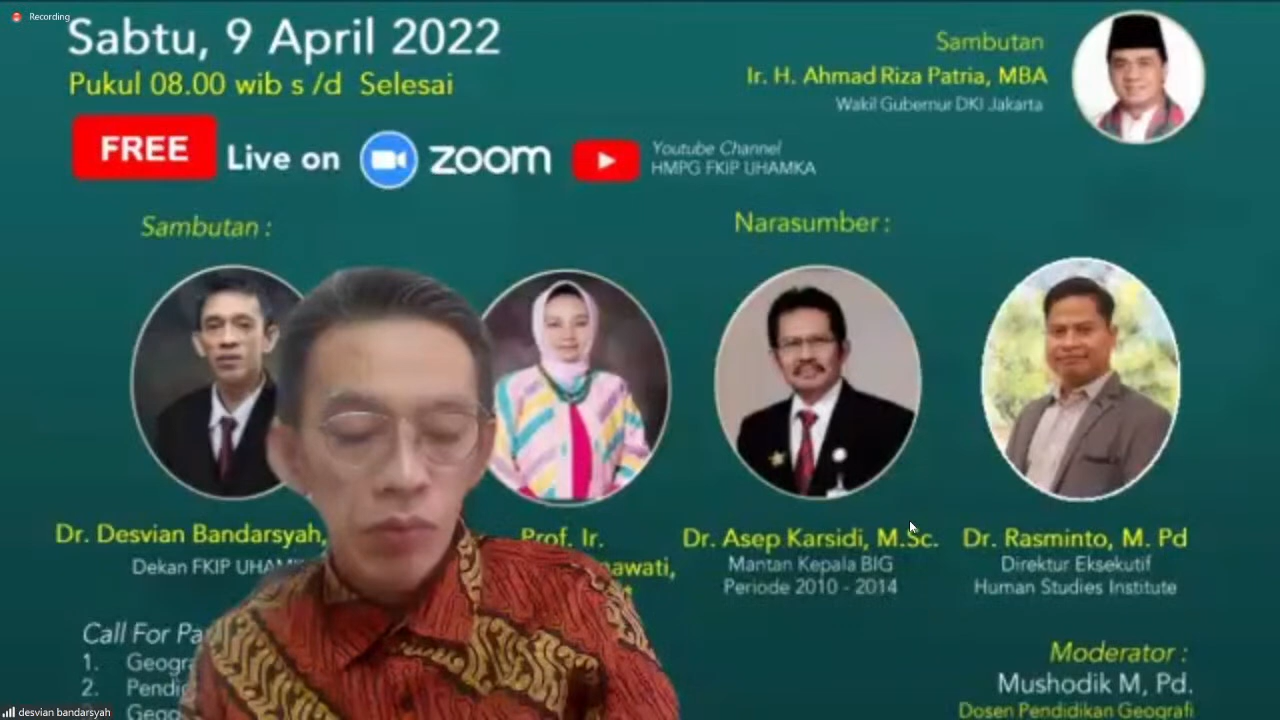 Recording
Sabtu, 9 April 2022
Pukul 08.00 wib s /d Selesai
FREE
Live on
zoom
Youtube Channel
HMPG FKIP UHAMKA
Sambutan
Ir. H. Ahmad Riza Patria, MBA
Wakil Gubernur DKI Jakarta
Sambutan :
Narasumber :
Dr. Desvian Bandarsyah,
Dekan FKIP
Prof. Ir.
Dr. Asep Karsidi, M.Sc.
Mantan Kepala BIG
Periode 2010 - 2014
Dr. Rasminto, M. Pd
Direktur Eksekutif
Human Studies Institute
Call For
1.
2.
Moderator :
Mushodik M, Pd.
Dosen Pendidikan Geografi
desvian bandarsyah